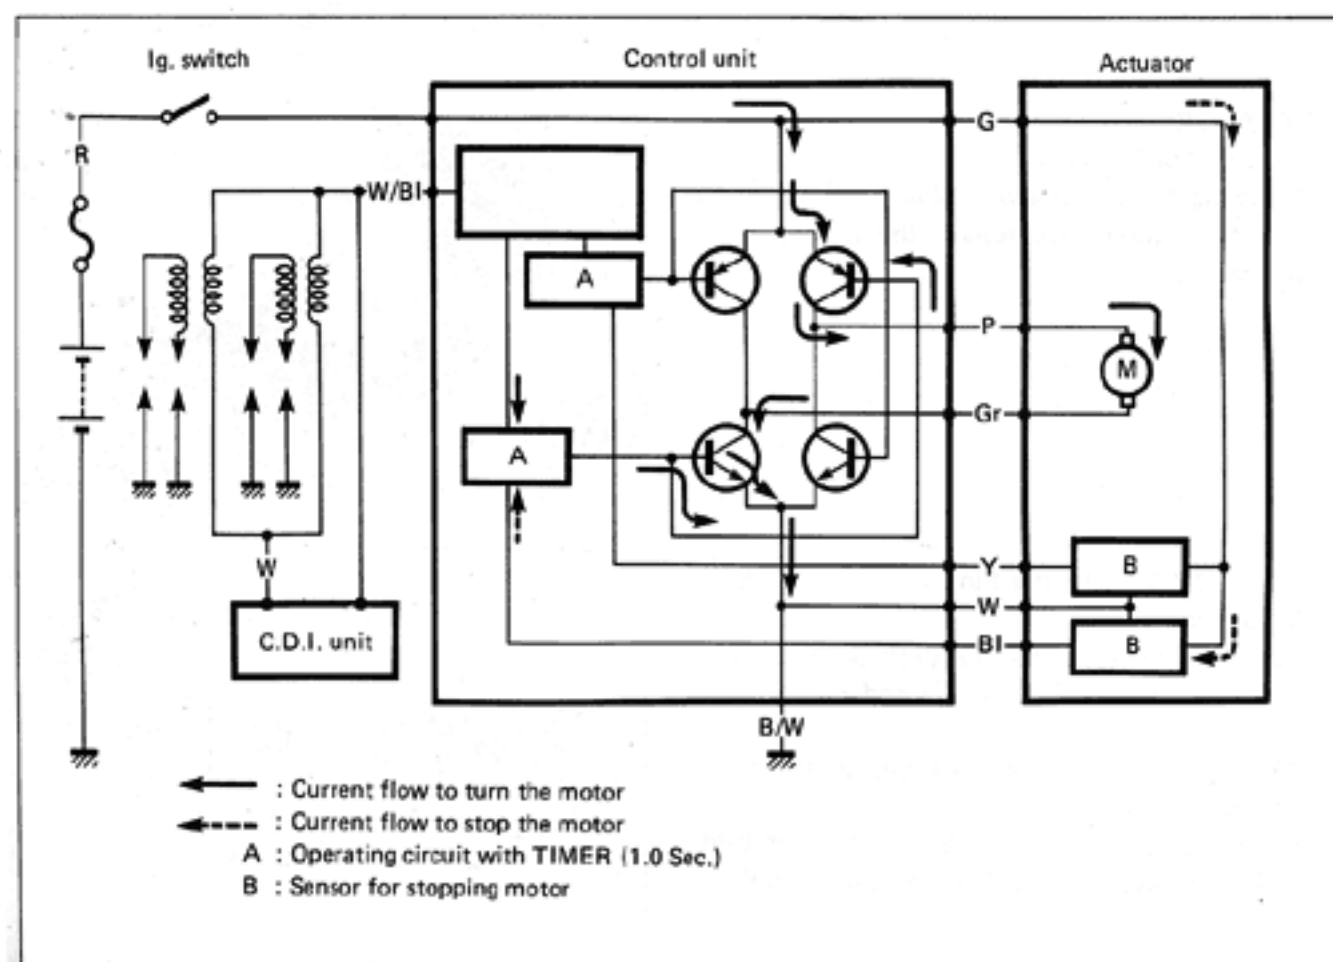 Ig. switch
Control unit
Actuator
R
G
W/Bl
A
P
M
Gr
A
W
Y
B
W
Bl
B
C.D.I. unit
B/W
: Current flow to turn the motor
: Current flow to stop the motor
A : Operating circuit with TIMER (1.0 Sec.)
B : Sensor for stopping motor